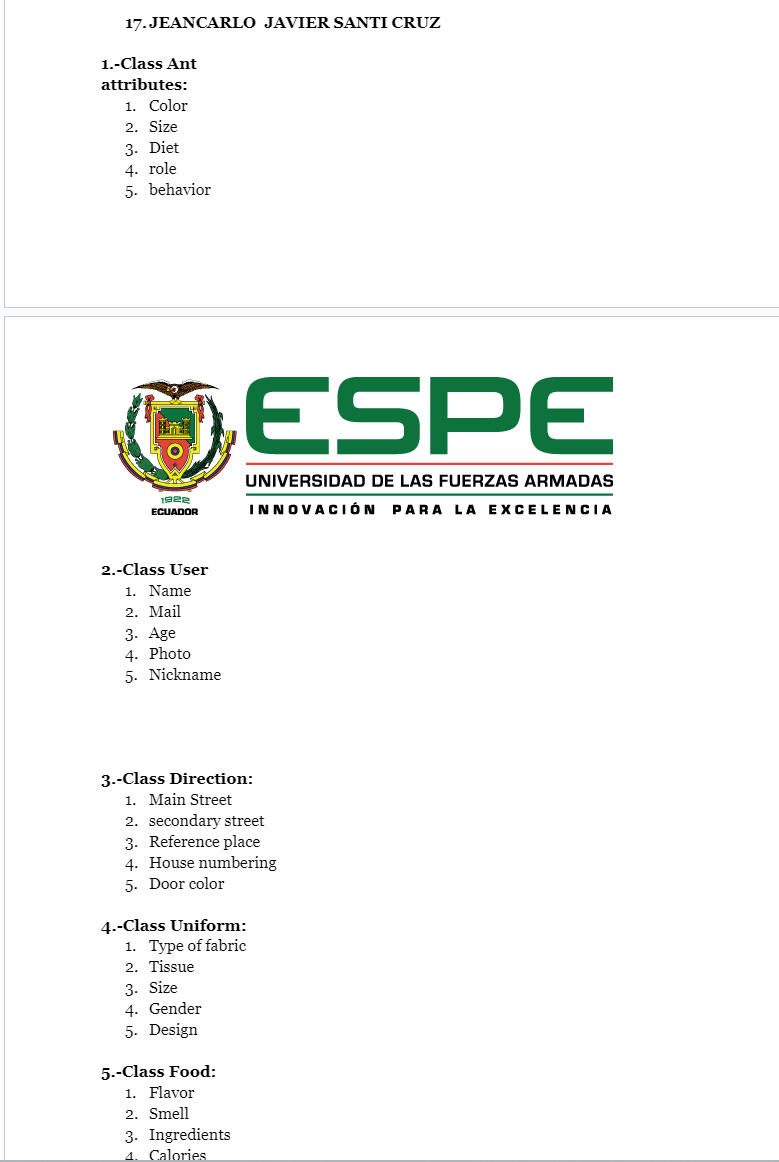 17. JEANCARLO JAVIER SANTI CRUZ
1.-Class Ant
attributes:
1. Color
2. Size
3. Diet
4. role
5. behavior
ESPE
UNIVERSIDAD DE LAS FUERZAS ARMADAS
INNOVACIÓN PARA LA EXCELENCIA
1922
ECUADOR
2.-Class User
1. Name
2. Mail
3. Age
4. Photo
5. Nickname
3.-Class Direction:
1. Main Street
2. secondary street
3. Reference place
4. House numbering
5. Door color
4.-Class Uniform:
1. Type of fabric
2. Tissue
3. Size
4. Gender
5. Design
5.-Class Food:
1. Flavor
2. Smell
3. Ingredients
4. Calories